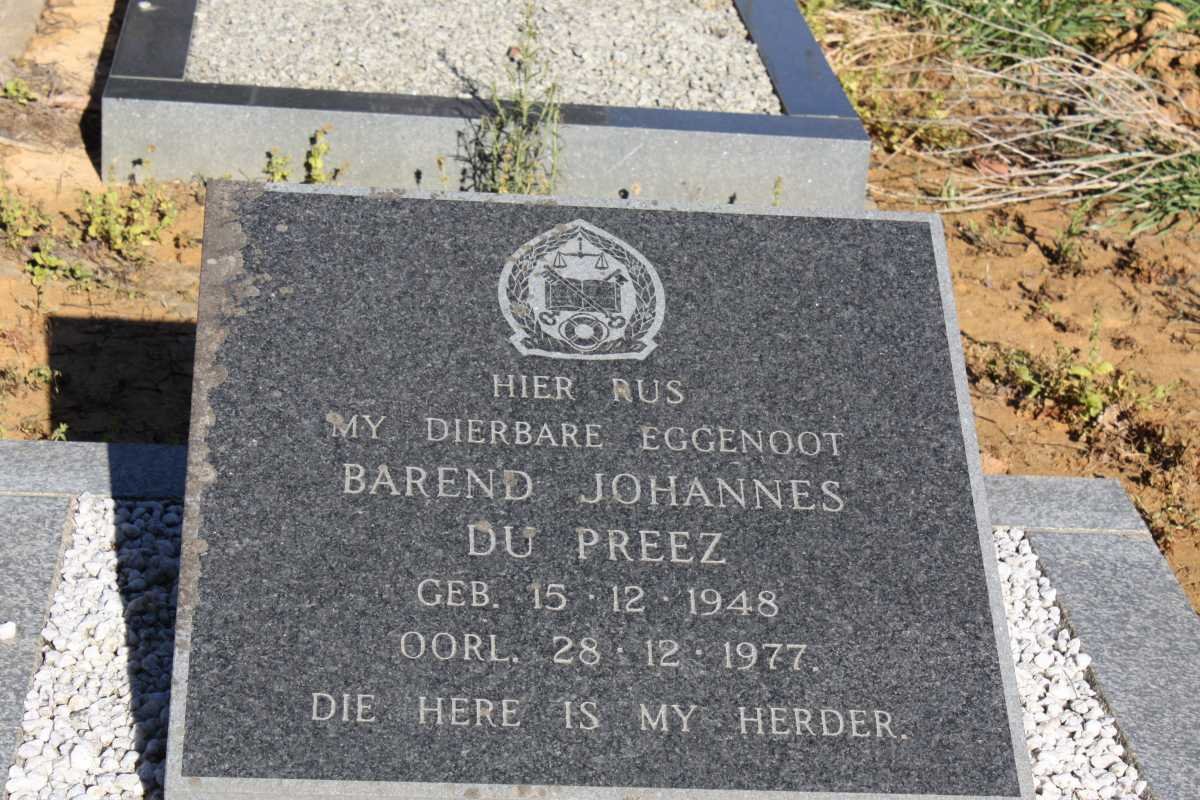 HIER RUS
MY DIERBARE EGGENOOT
BAREND JOHANNES
DU PREEZ
GEB. 15 · 12 · 1948
OORL. 28 · 12 · 1977.
DIE HERE IS MY HERDER.